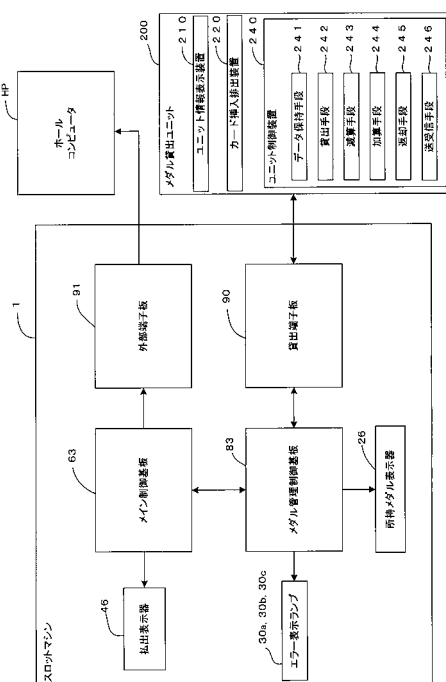 スロットマシン
1
払出表示器
46
メイン制御基板
63
外部端子板
91
ホール
コンピュータ
HP
エラー表示ランプ
30a, 30b, 30c
メダル管理制御基板
83
所持メダル表示器
26
貸出端子板
90
メダル貸出ユニット
200
ユニット情報表示装置
210
カード挿入排出装置
220
ユニット制御装置
240
データ保持手段
241
貸出手段
242
減算手段
243
加算手段
244
返却手段
245
送受信手段
246